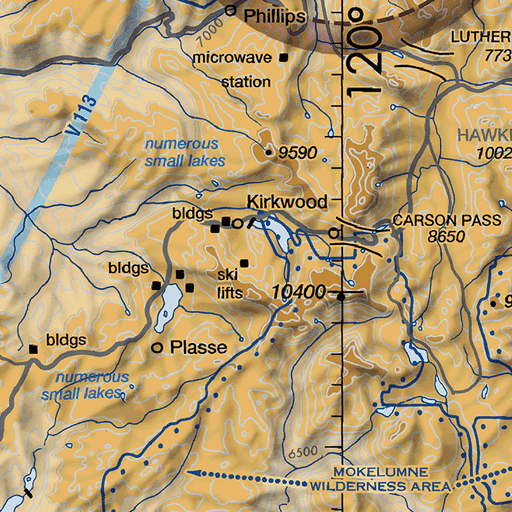 Phillips
7000
120°
LUTHER
773
microwave
station
V 113
numerous
small lakes
9590
HAWK
1002
Kirkwood
bldgs
CARSON PASS
8650
bldgs
ski
lifts
10400
9
bldgs
Plasse
numerous
small lakes
6500
MOKELUMNE
WILDERNESS AREA